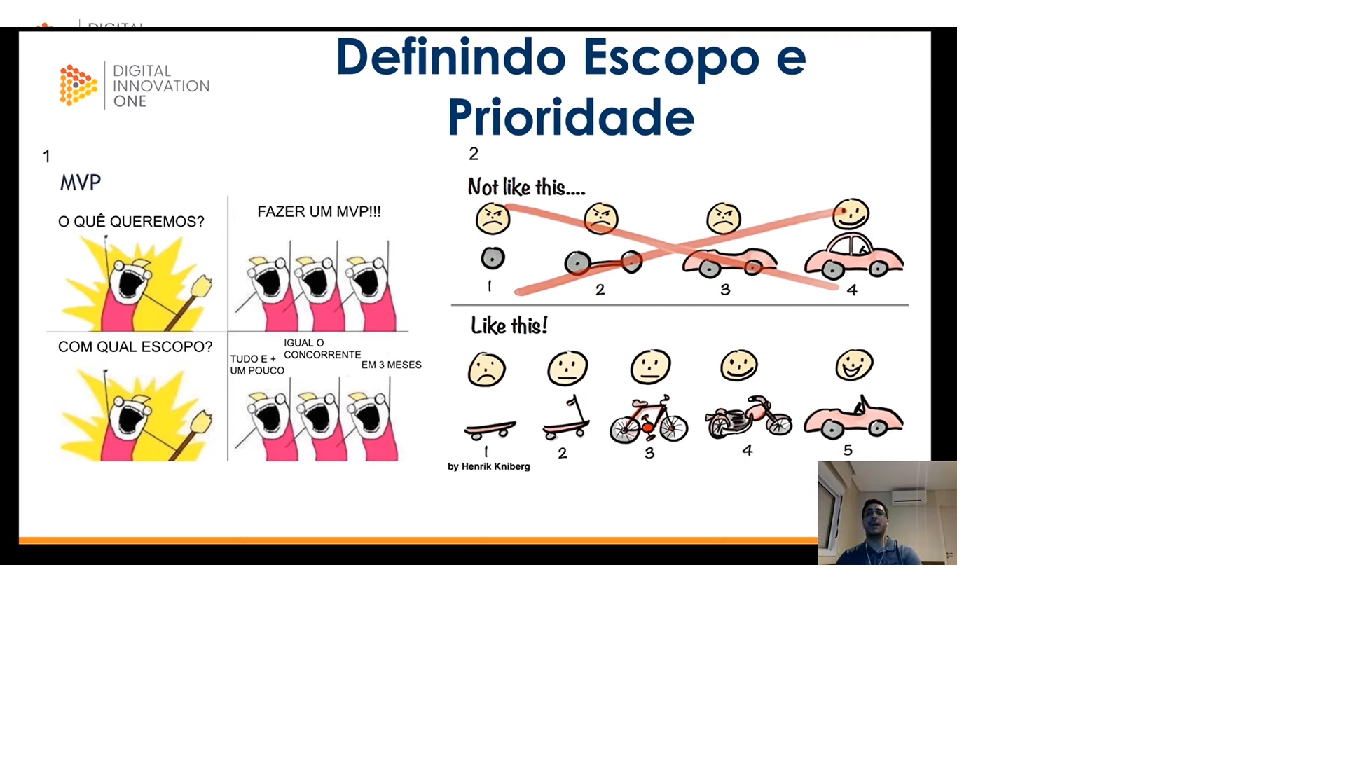 DIGITAL
Definindo Escopo e
Prioridade
DIGITAL
INNOVATION
ONE
1
MVP
O QUÊ QUEREMOS?
FAZER UM MVP!!!
COM QUAL ESCOPO?
TUDO E +
UM POUCO
IGUAL O
CONCORRENTE
EM 3 MESES
2
Not like this....
1
2
3
4
Like this!
1
2
3
4
5
by Henrik Kniberg